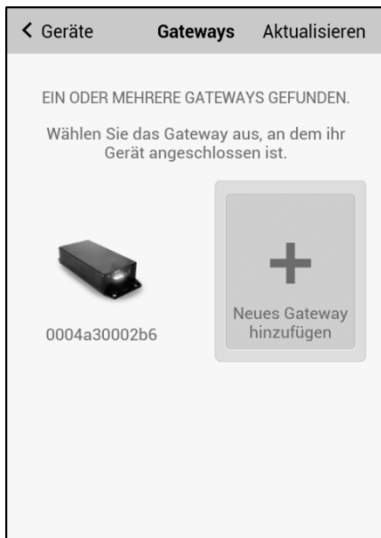 Geräte Gateways Aktualisieren
EIN ODER MEHRERE GATEWAYS GEFUNDEN.
Wählen Sie das Gateway aus, an dem ihr
Gerät angeschlossen ist.
0004a30002b6
Neues Gateway
hinzufügen